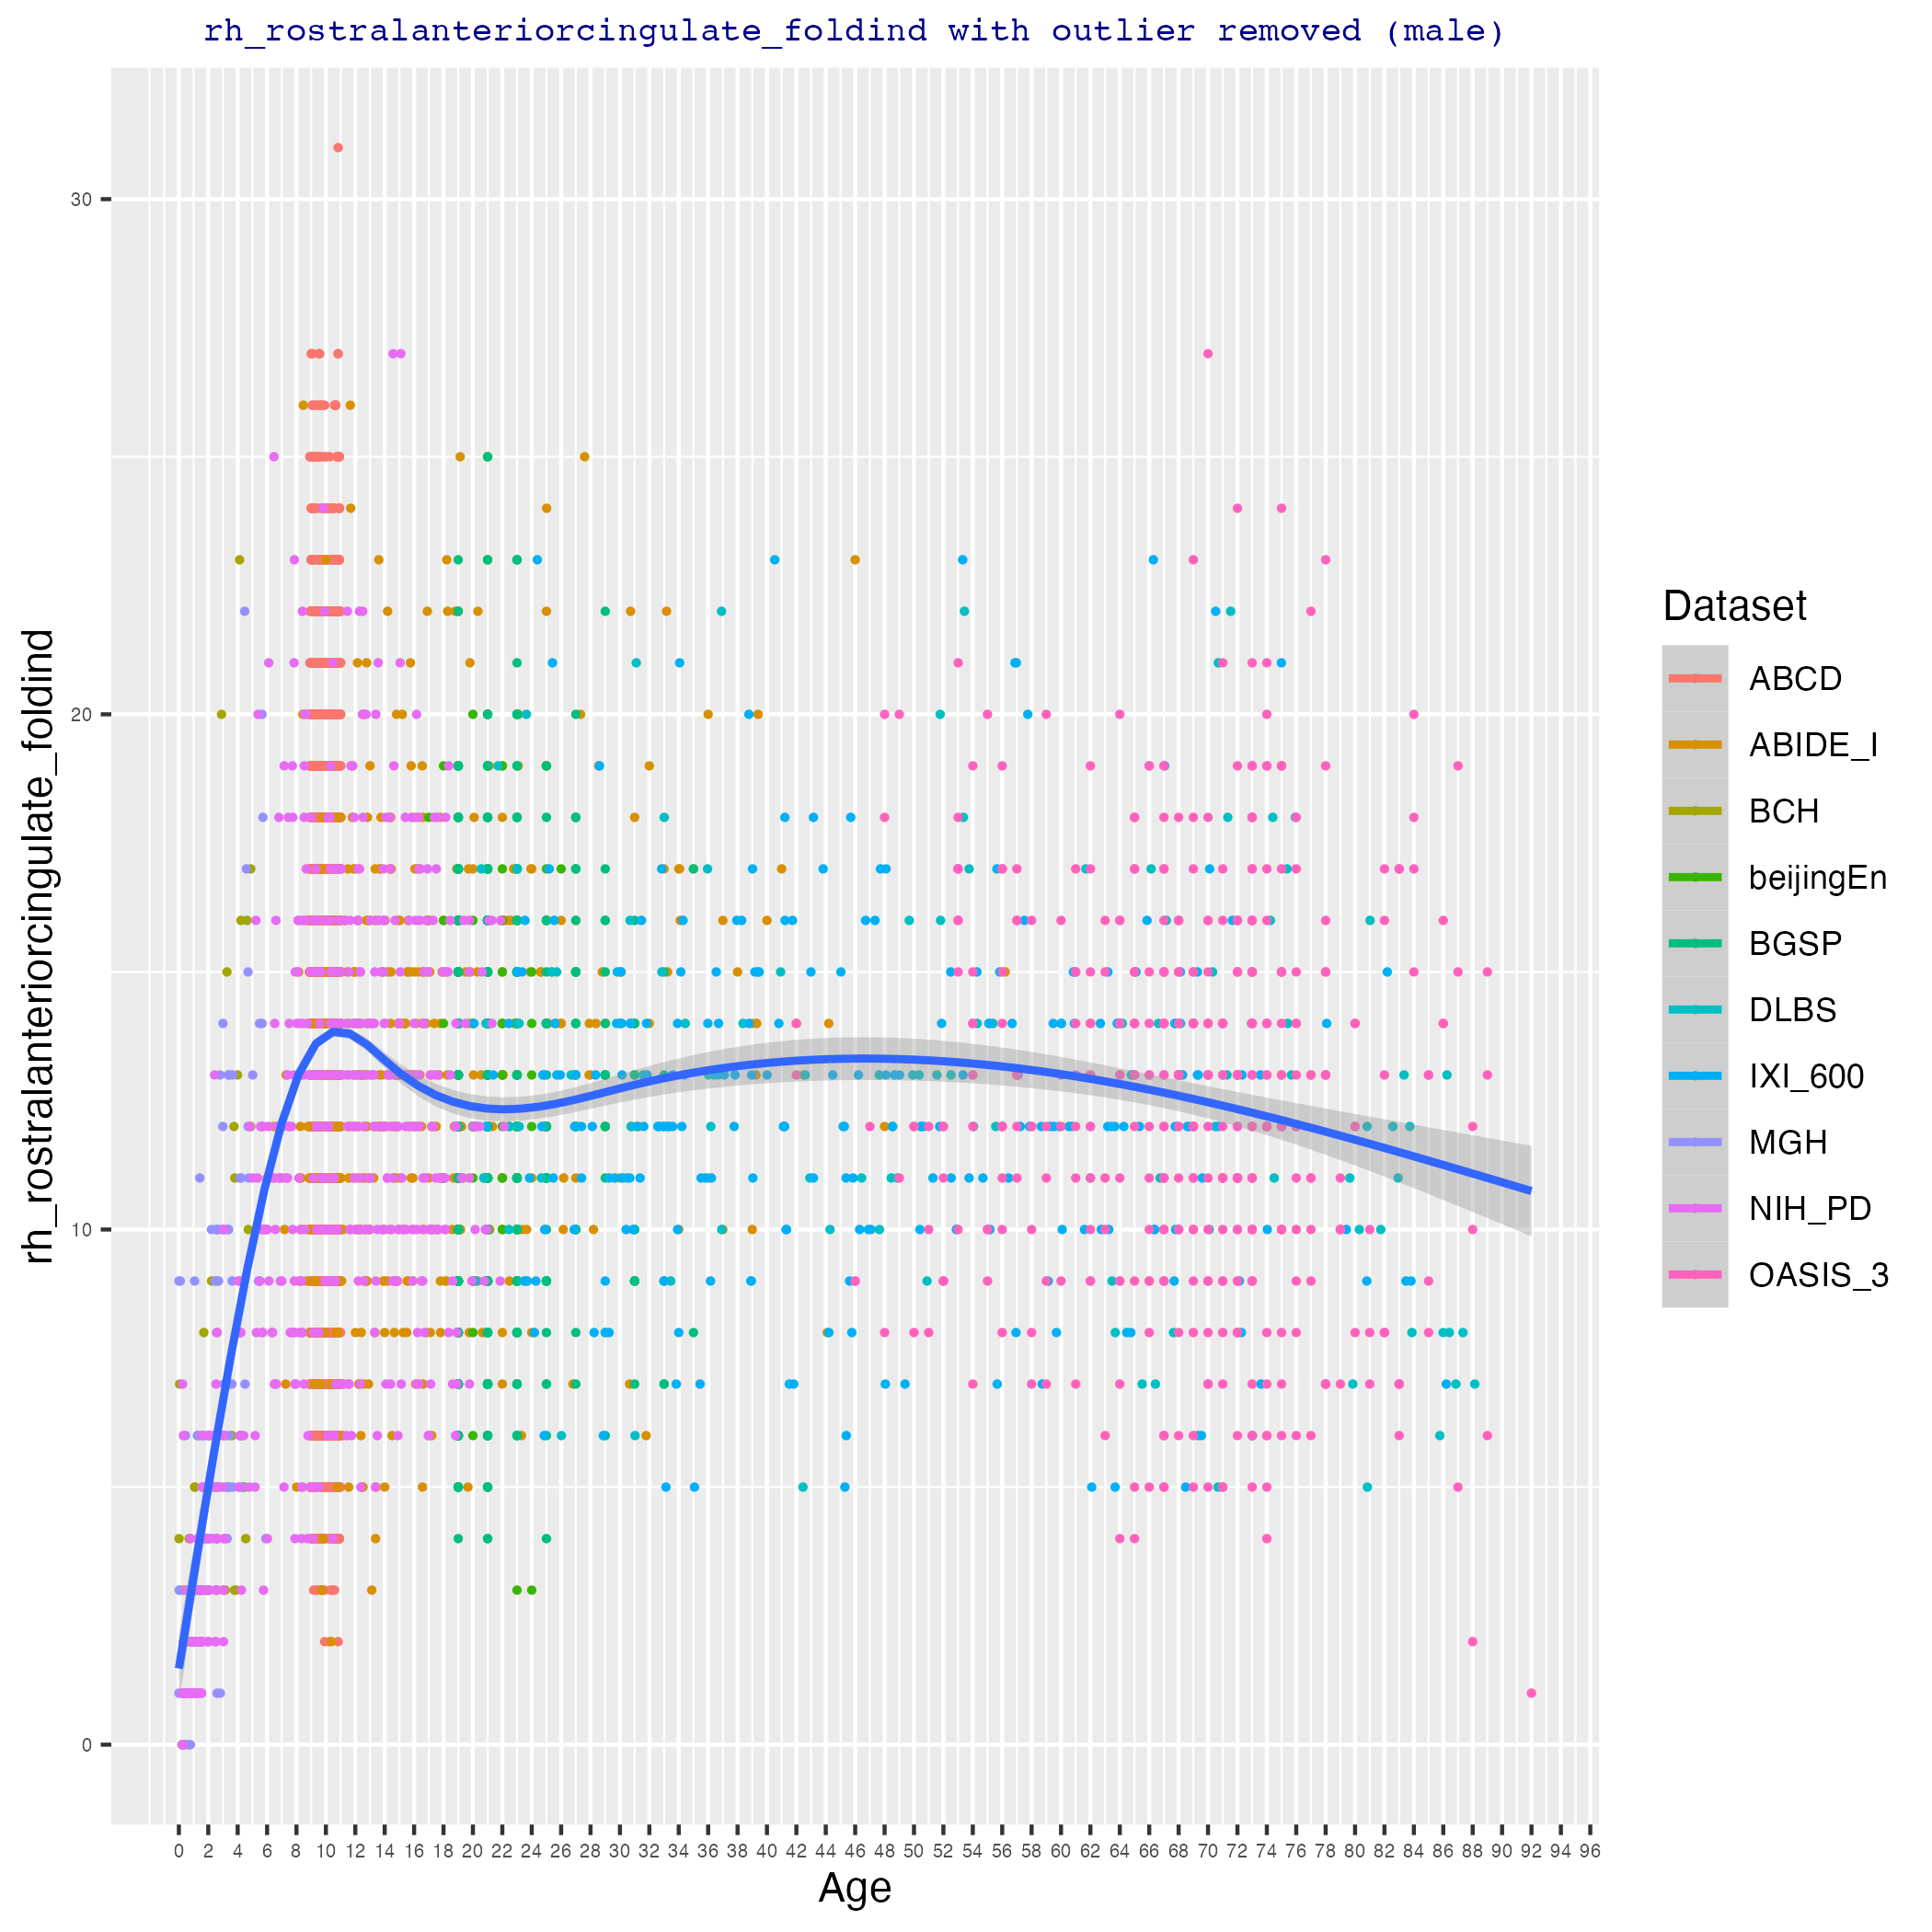 rh_rostralanteriorcingulate_foldind with outlier removed (male)
rh_rostralanteriorcingulate_foldind
30
20
10
0
0 2 4 6 8 10 12 14 16 18 20 22 24 26 28 30 32 34 36 38 40 42 44 46 48 50 52 54 56 58 60 62 64 66 68 70 72 74 76 78 80 82 84 86 88 90 92 94 96
Age
Dataset
ABCD
ABIDE_I
BCH
beijingEn
BGSP
DLBS
IXI_600
MGH
NIH_PD
OASIS_3